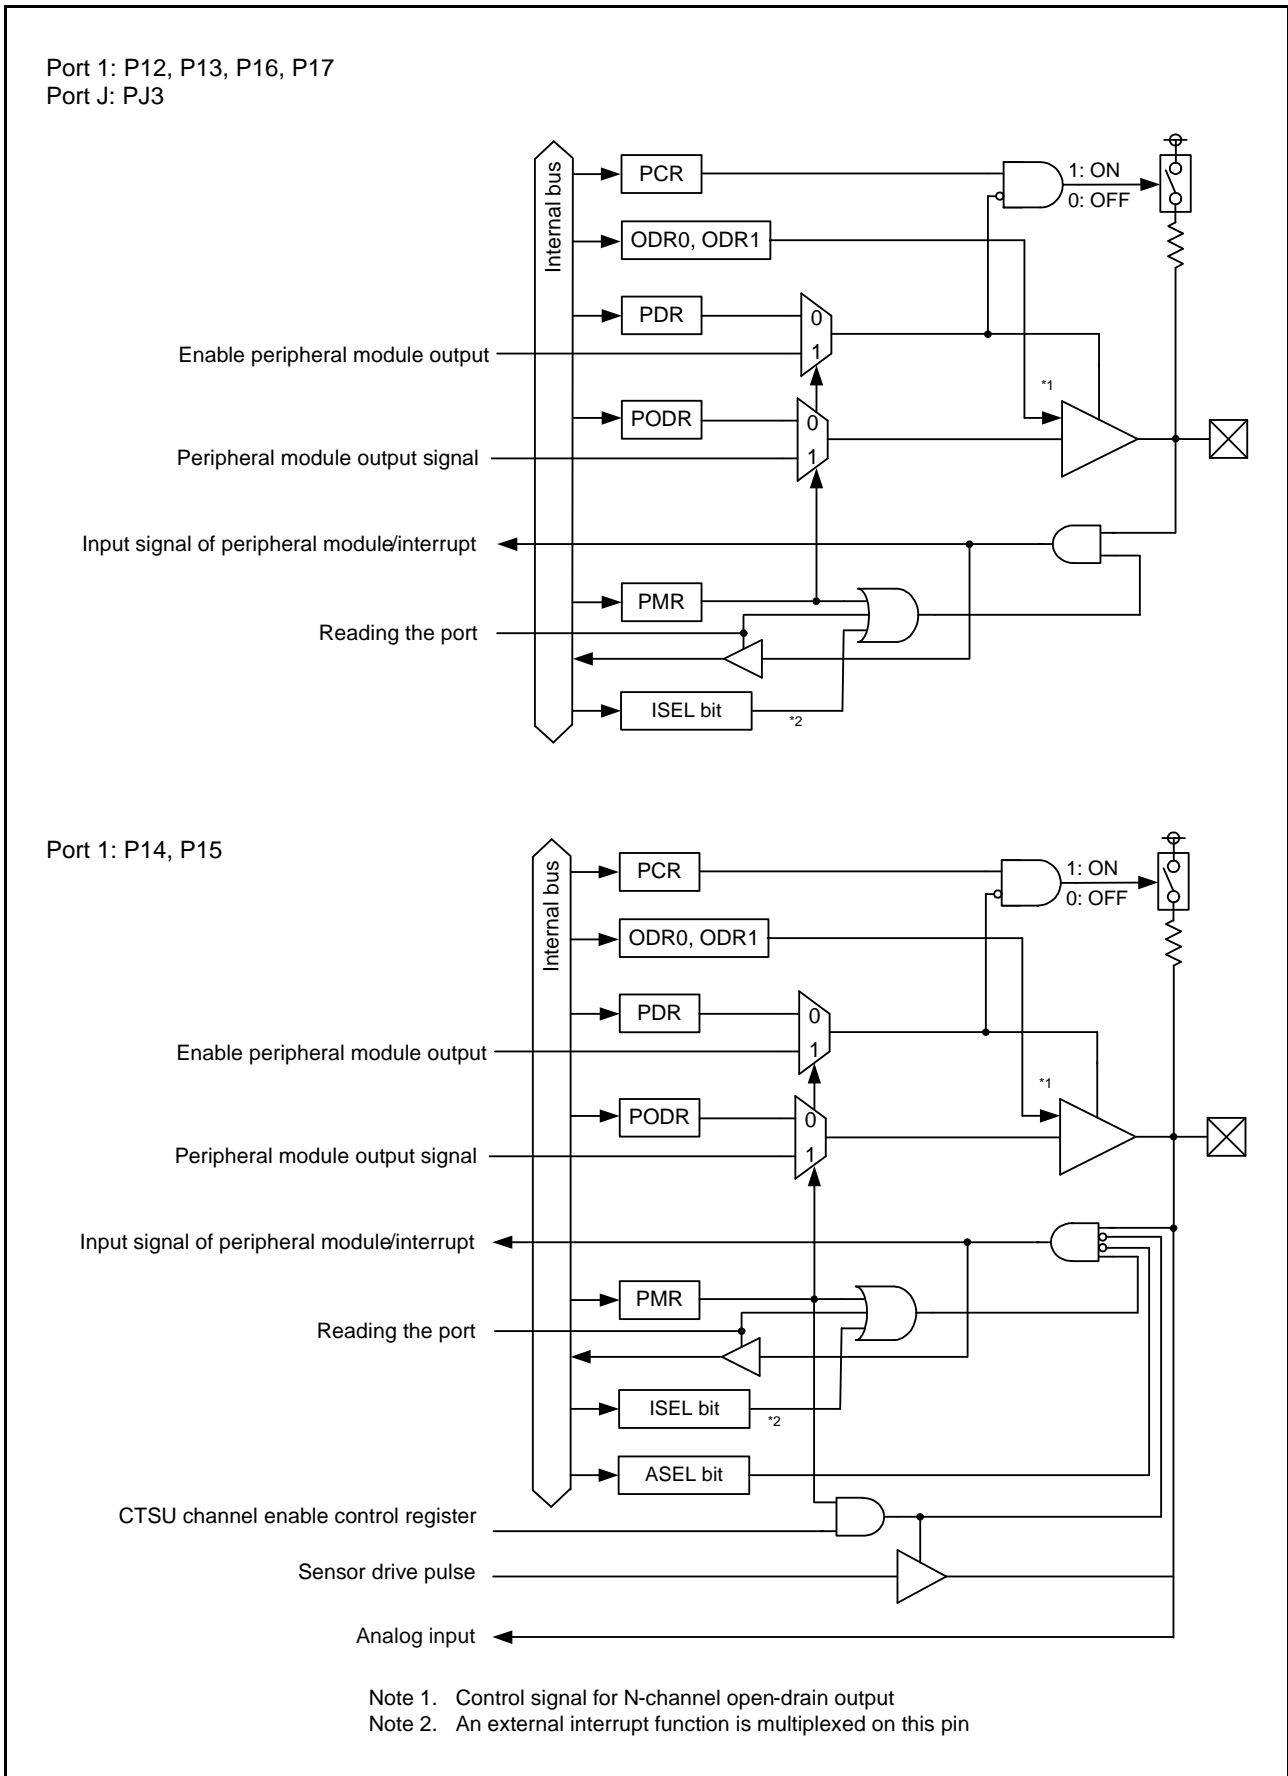 Port 1: P12, P13, P16, P17
Port J: PJ3
Internal bus
PCR
1: ON
0: OFF
ODR0, ODR1
PDR
0
Enable peripheral module output
1
*1
PODR
0
Peripheral module output signal
1
Input signal of peripheral module/interrupt
PMR
Reading the port
ISEL bit
*2
Port 1: P14, P15
Internal bus
PCR
1: ON
0: OFF
ODR0, ODR1
PDR
0
Enable peripheral module output
1
*1
PODR
0
Peripheral module output signal
1
Input signal of peripheral module/interrupt
PMR
Reading the port
ISEL bit
*2
ASEL bit
CTSU channel enable control register
Sensor drive pulse
Analog input
Note 1. Control signal for N-channel open-drain output
Note 2. An external interrupt function is multiplexed on this pin